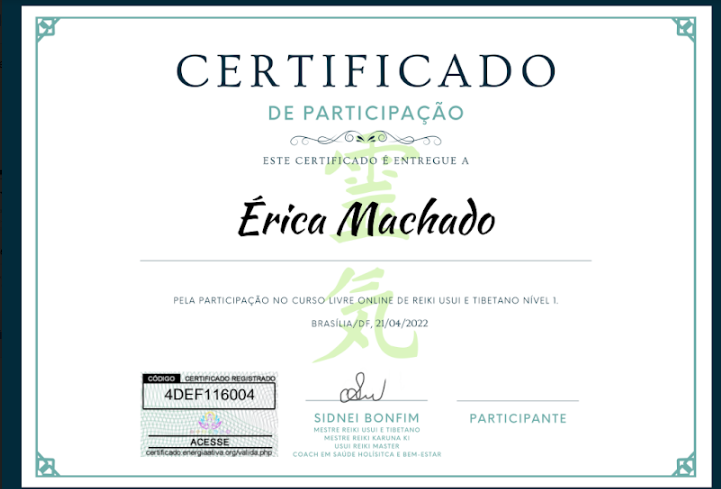 CERTIFICADO
DE PARTICIPAÇÃO
ESTE CERTIFICADO É ENTREGUE A
Érica Machado
靈
氣
PELA PARTICIPAÇÃO NO CURSO LIVRE ONLINE DE REIKI USUI E TIBETANO NÍVEL 1.
BRASÍLIA/DF, 21/04/2022
CÓDIGO CERTIFICADO REGISTRADO
4DEF116004
ACESSE
certificado.energiaativa.org/valida.php
SIDNEI BONFIM
MESTRE REIKI USUI E TIBETANO
MESTRE REIKI KARUNA KI
USUI REIKI MASTER
COACH EM SAÚDE HOLÍSITCA E BEM-ESTAR
PARTICIPANTE